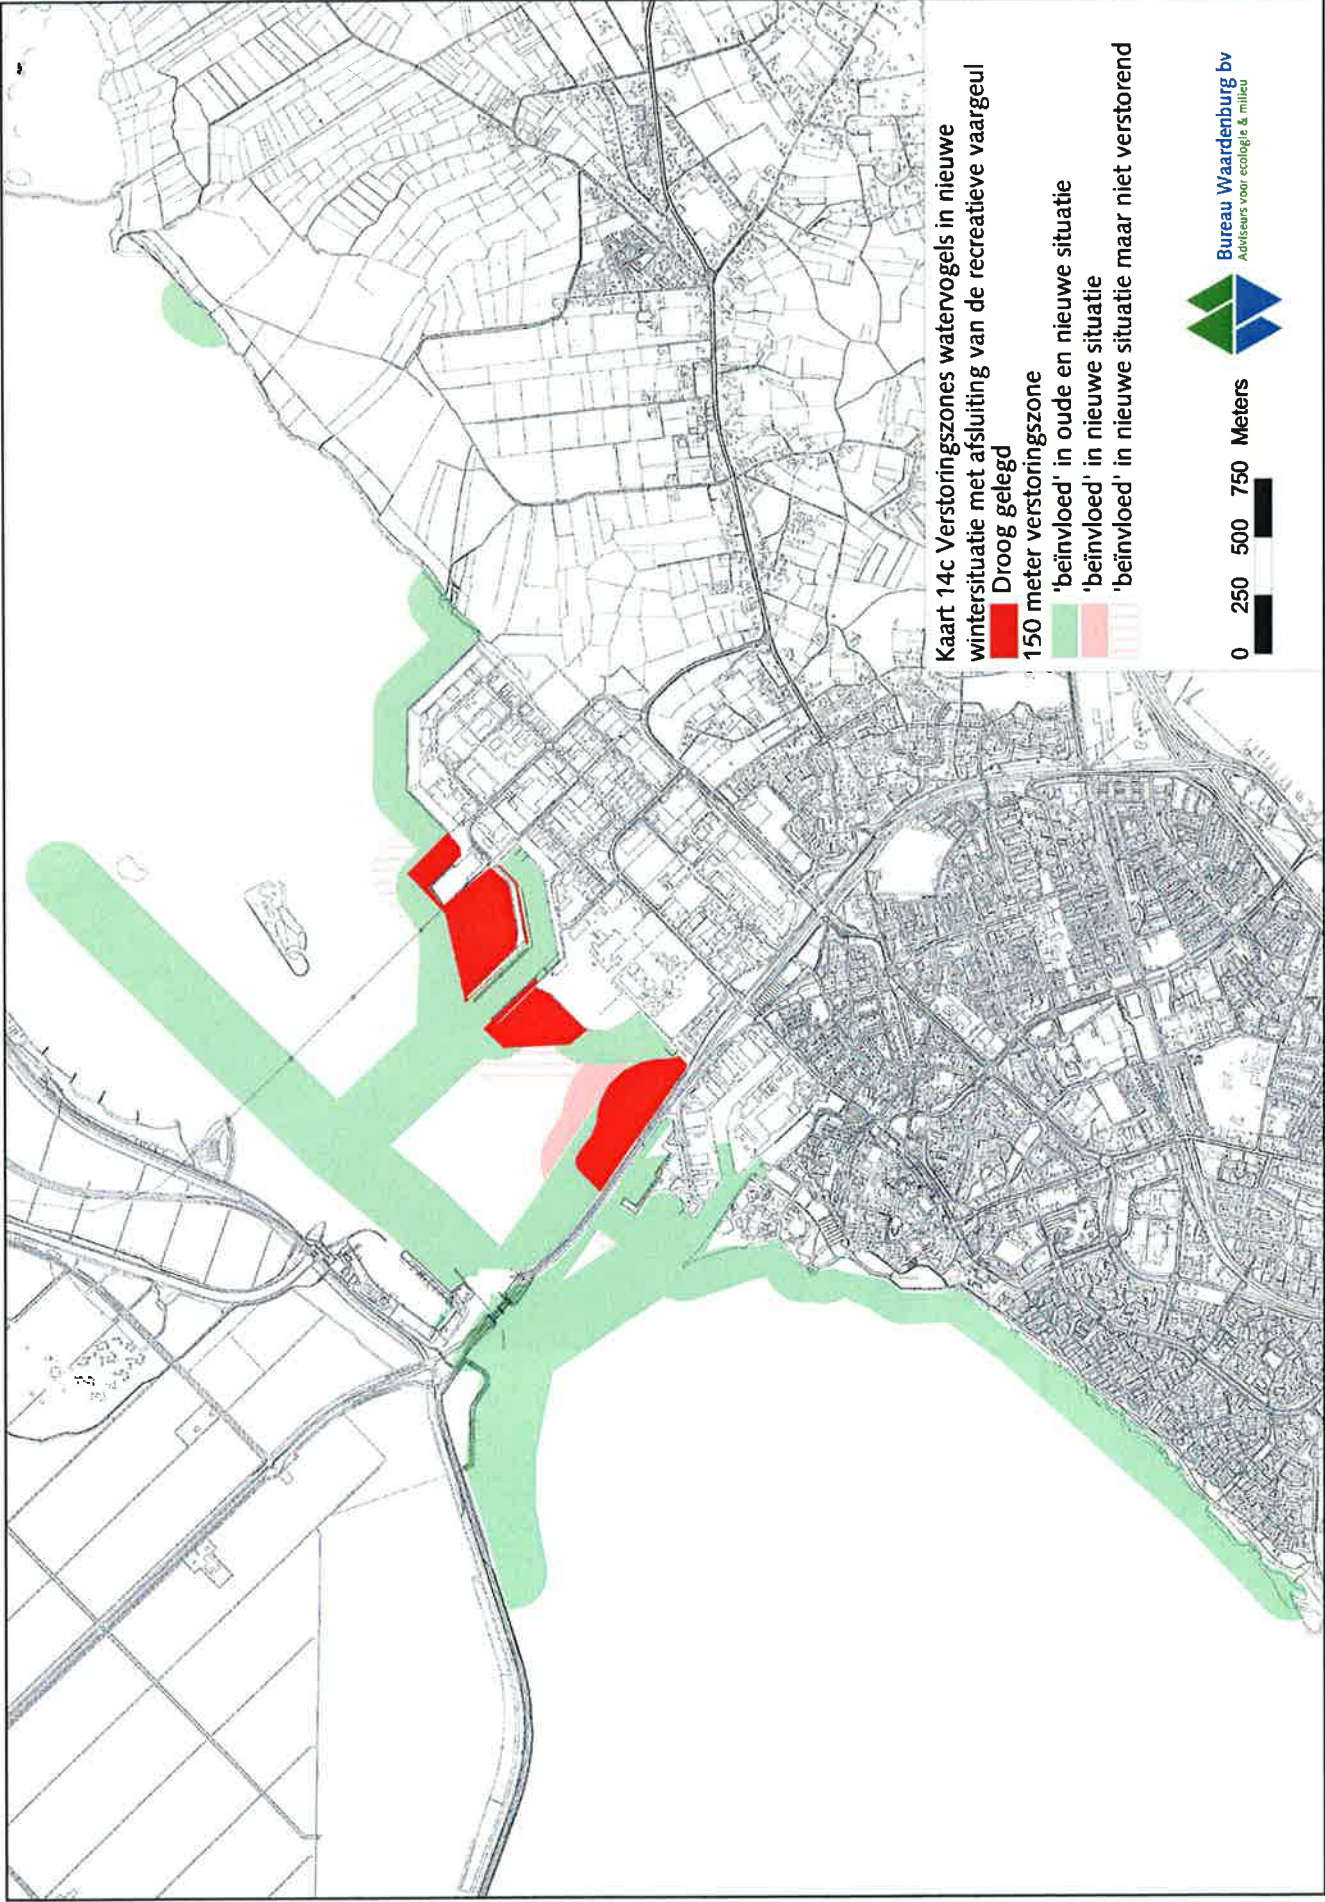 Kaart 14c Verstoringszones watervogels in nieuwe
wintersituatie met afsluiting van de recreatieve vaargeul
Droog gelegd
150 meter verstoringszone
'beïnvloed' in oude en nieuwe situatie
'beïnvloed' in nieuwe situatie
'beïnvloed' in nieuwe situatie maar niet verstorend
0 250 500 750 Meters
Bureau Waardenburg bv
Adviseurs voor ecologie & milieu